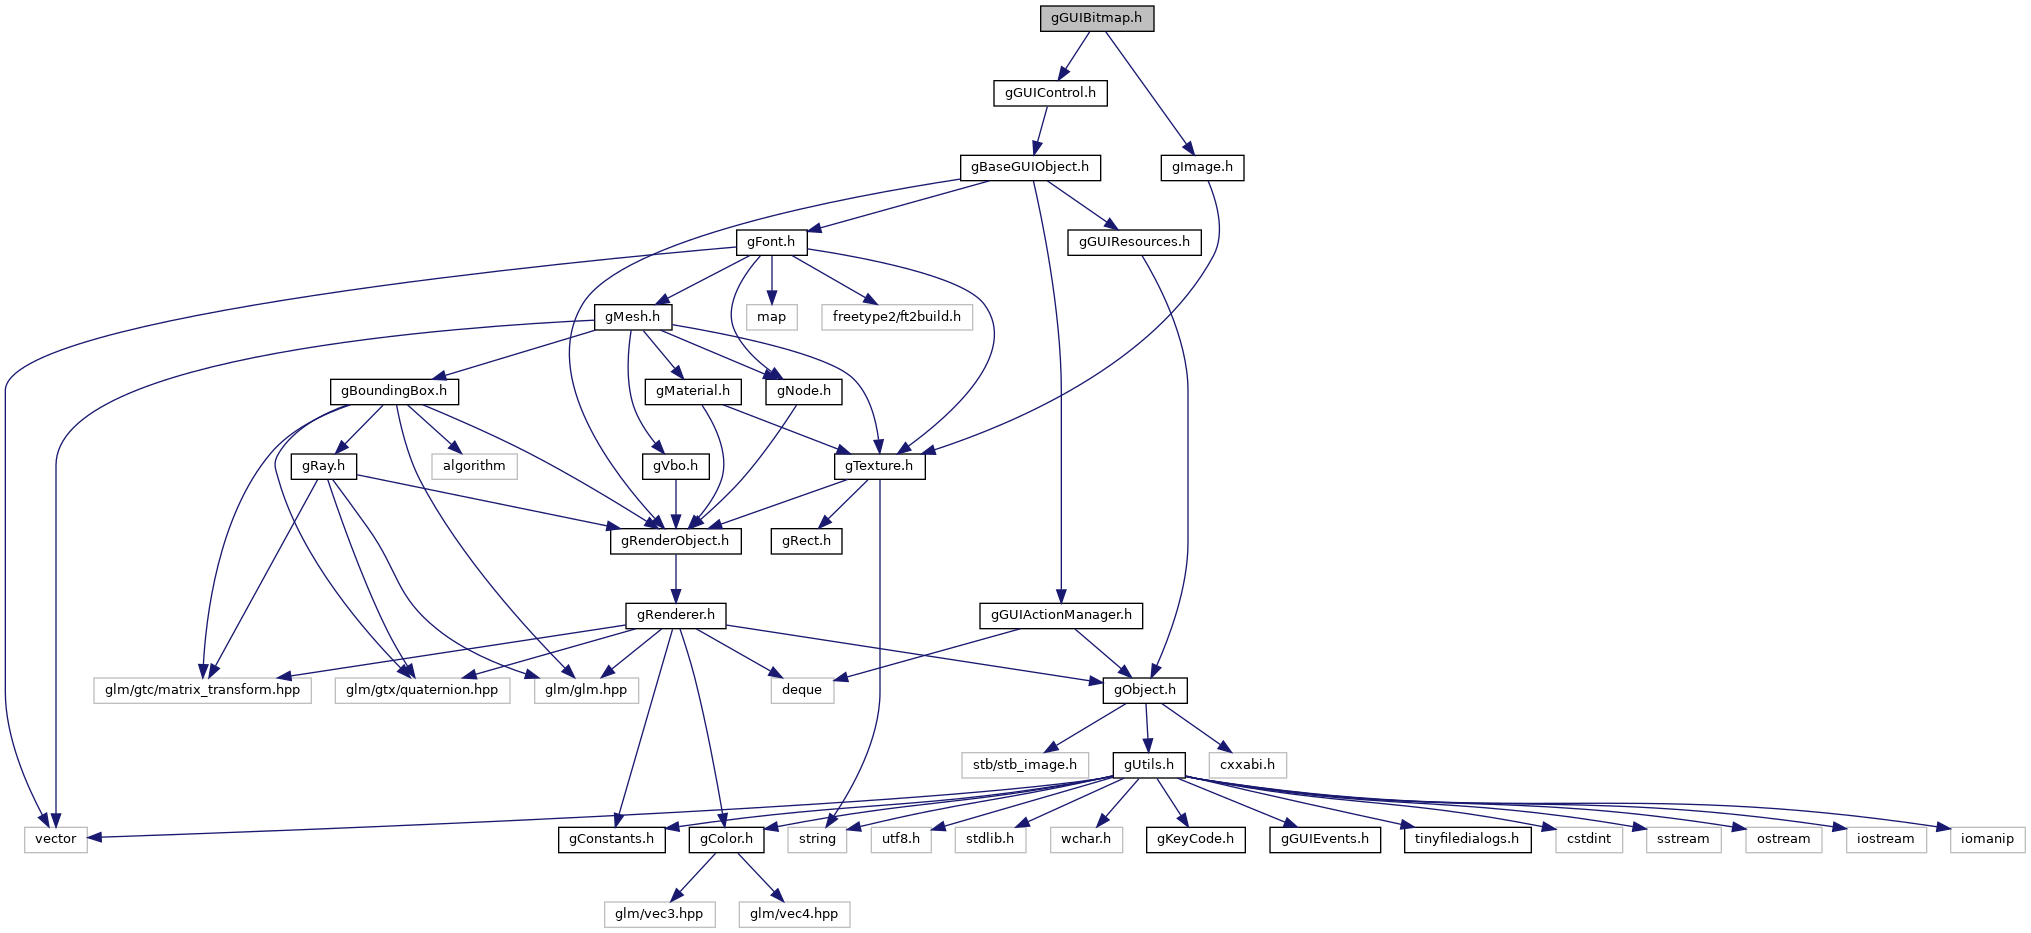 gGUIBitmap.h
gGUIControl.h
gBaseGUIObject.h
gImage.h
gFont.h
gGUIResources.h
gMesh.h
map
freetype2/ft2build.h
gBoundingBox.h
gMaterial.h
gNode.h
gRay.h
algorithm
gVbo.h
gTexture.h
gRenderObject.h
gRect.h
gRenderer.h
gGUIActionManager.h
glm/gtc/matrix_transform.hpp
glm/gtx/quaternion.hpp
glm/glm.hpp
deque
gObject.h
stb/stb_image.h
gUtils.h
cxxabi.h
vector
gConstants.h
gColor.h
string
utf8.h
stdlib.h
wchar.h
gKeyCode.h
gGUIEvents.h
tinyfiledialogs.h
cstdint
sstream
ostream
iostream
iomanip
glm/vec3.hpp
glm/vec4.hpp